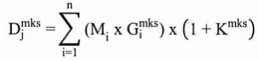 D_j^{mks} = \sum_{i=1}^{n} (M_i x G_i^{mks}) x (1 + K^{mks})